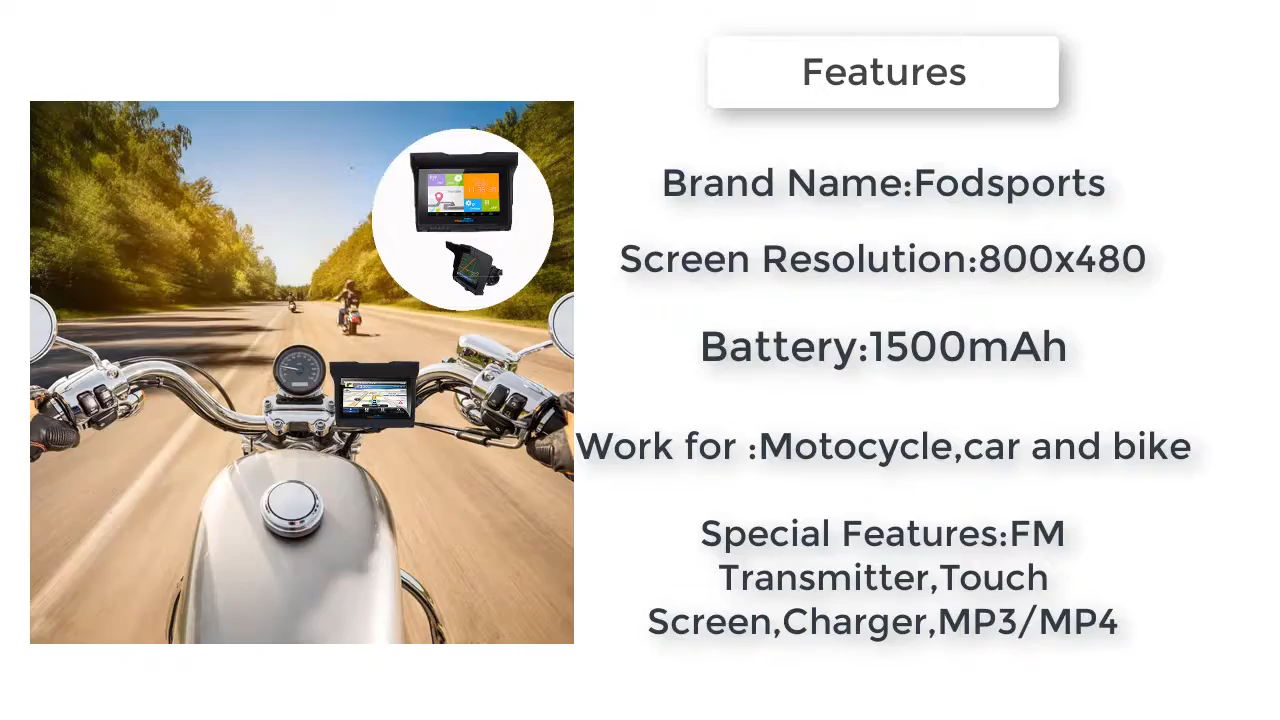 Features
Brand Name:Fodsports
Screen Resolution:800x480
Battery:1500mAh
Work for :Motocycle,car and bike
Special Features:FM
Transmitter,Touch
Screen,Charger,MP3/MP4